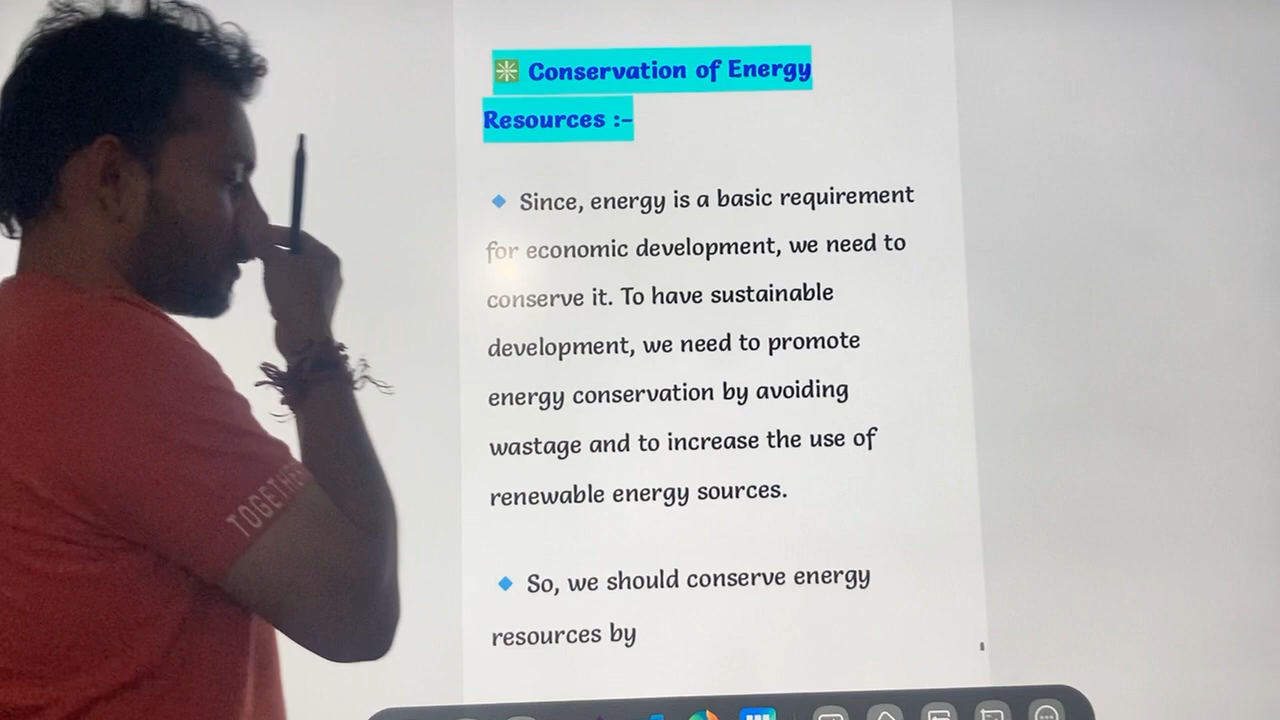 ❇️ Conservation of Energy
Resources :-
🔹 Since, energy is a basic requirement
for economic development, we need to
conserve it. To have sustainable
development, we need to promote
energy conservation by avoiding
wastage and to increase the use of
renewable energy sources.
🔹 So, we should conserve energy
resources by
TOGETHER